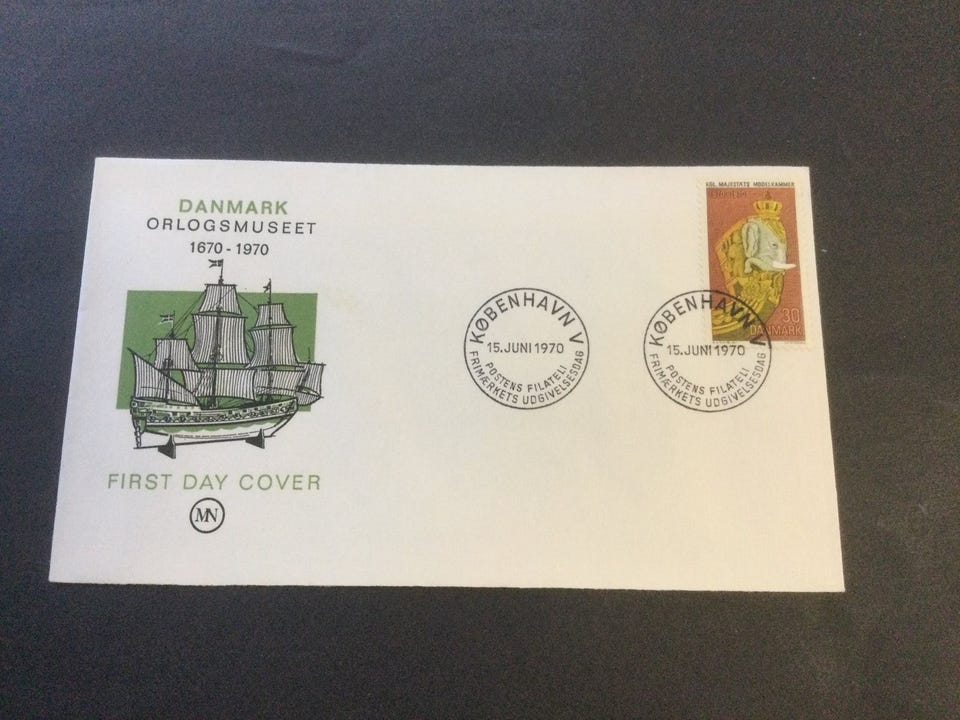 DANMARK
ORLOGSMUSEET
1670 - 1970
FIRST DAY COVER
MN
KØBENHAVN V
15.JUNI 1970
POSTENS FILATELI
FRIMÆRKETS UDGIVELSESDAG
KØBENHAVN V
15.JUNI 1970
POSTENS FILATELI
FRIMÆRKETS UDGIVELSESDAG
KGL. MAJESTÆTS MODELKAMMER
30
DANMARK